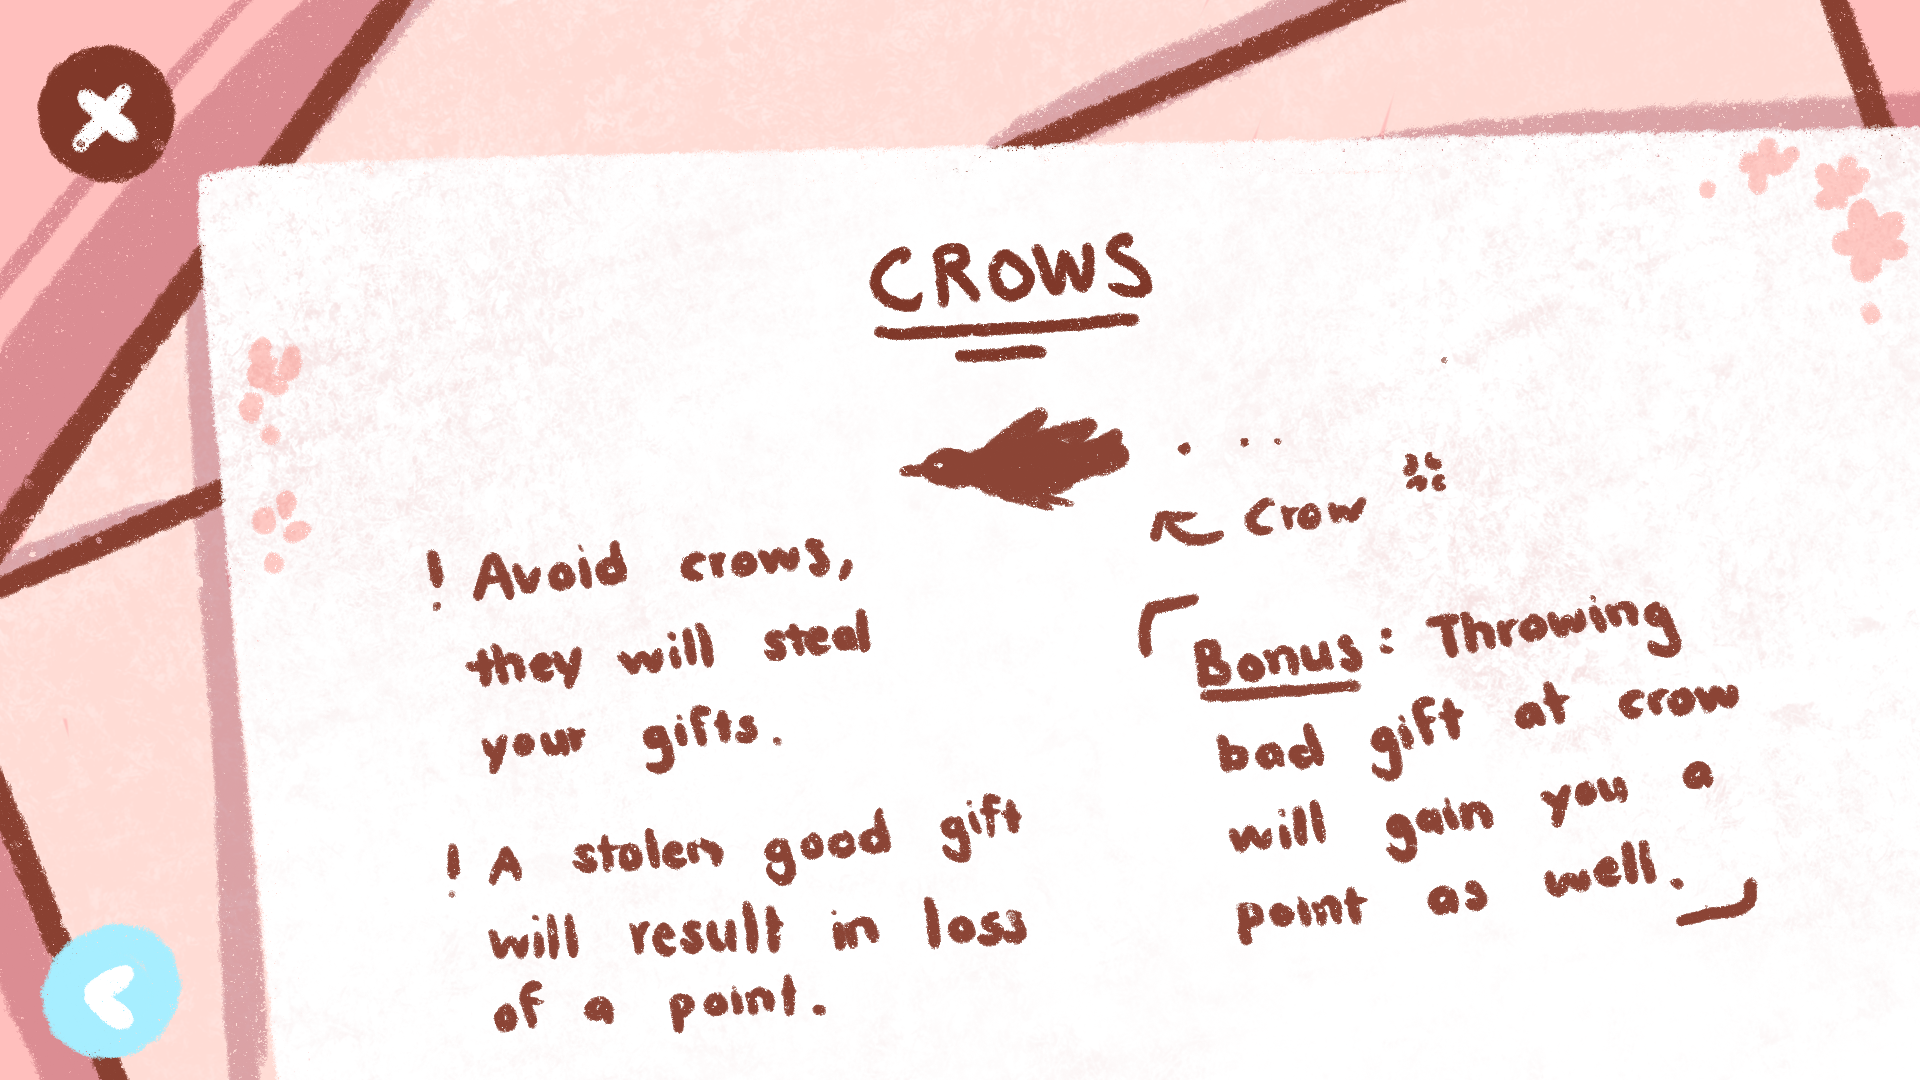 CROWS
Crow
! Avoid crows,
they will steal
your gifts.
! A stolen good gift
will result in loss
of a point.
Bonus: Throwing
bad gift at crow
will gain you a
point as well.